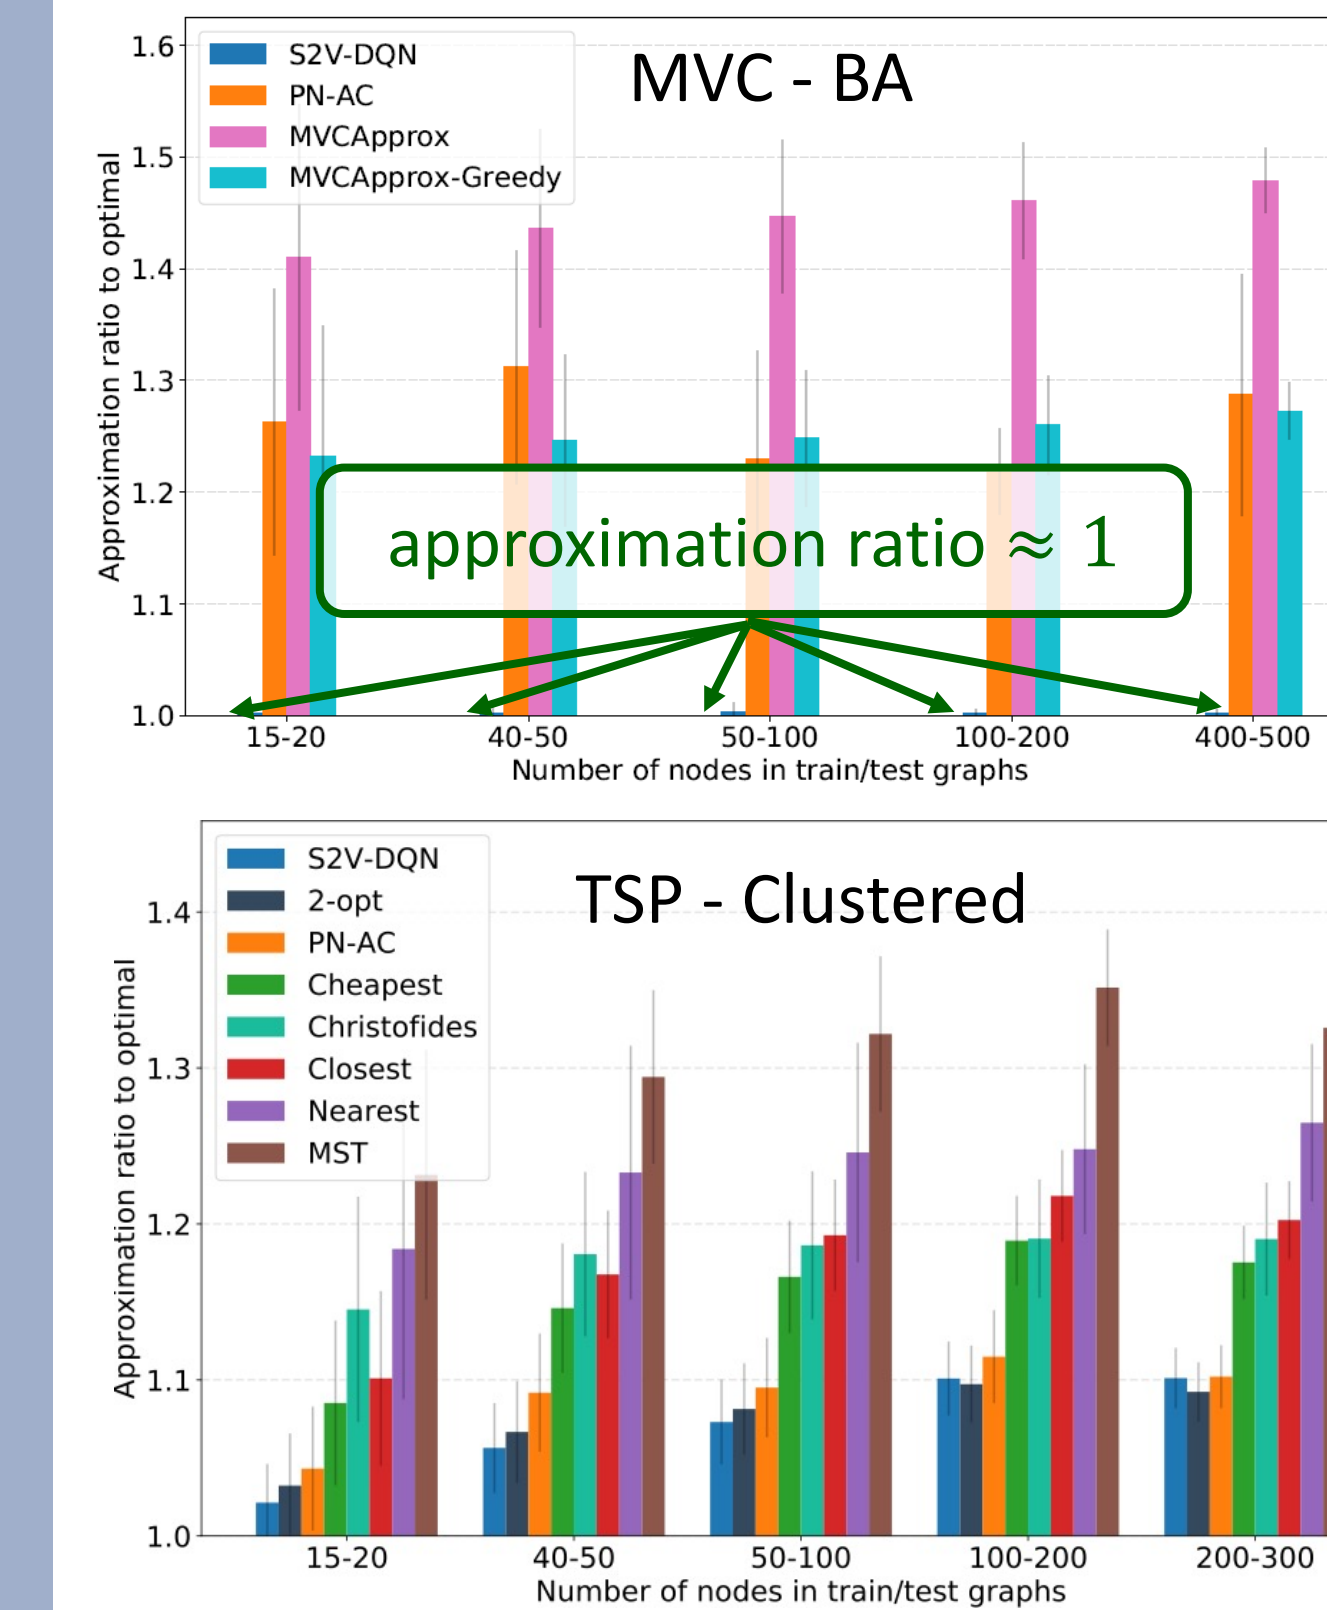 MVC - BA
S2V-DQN
PN-AC
MVCApprox
MVCApprox-Greedy
Approximation ratio to optimal
1.6
1.5
1.4
1.3
1.2
1.1
1.0
approximation ratio ≈ 1
15-20 40-50 50-100 100-200 400-500
Number of nodes in train/test graphs
TSP - Clustered
S2V-DQN
2-opt
PN-AC
Cheapest
Christofides
Closest
Nearest
MST
Approximation ratio to optimal
1.4
1.3
1.2
1.1
1.0
15-20 40-50 50-100 100-200 200-300
Number of nodes in train/test graphs